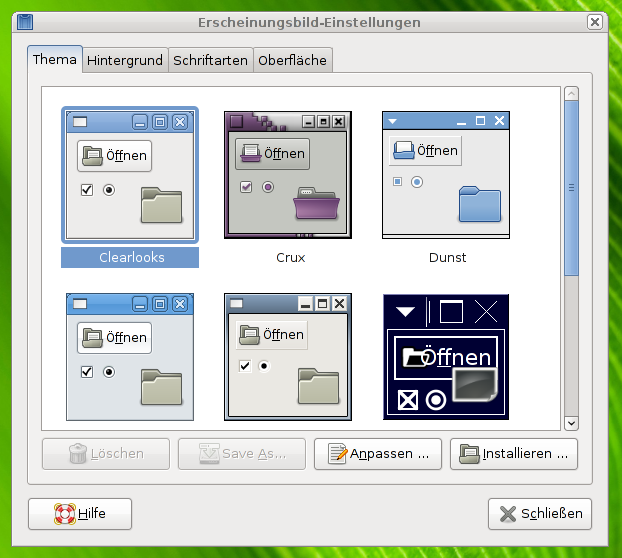 Erscheinungsbild-Einstellungen
Thema Hintergrund Schriftarten Oberfläche
Öffnen Öffnen Öffnen
Clearlooks Crux Dunst
Öffnen Öffnen Öffnen
Löschen Save As... Anpassen ... Installieren ...
Hilfe Schließen